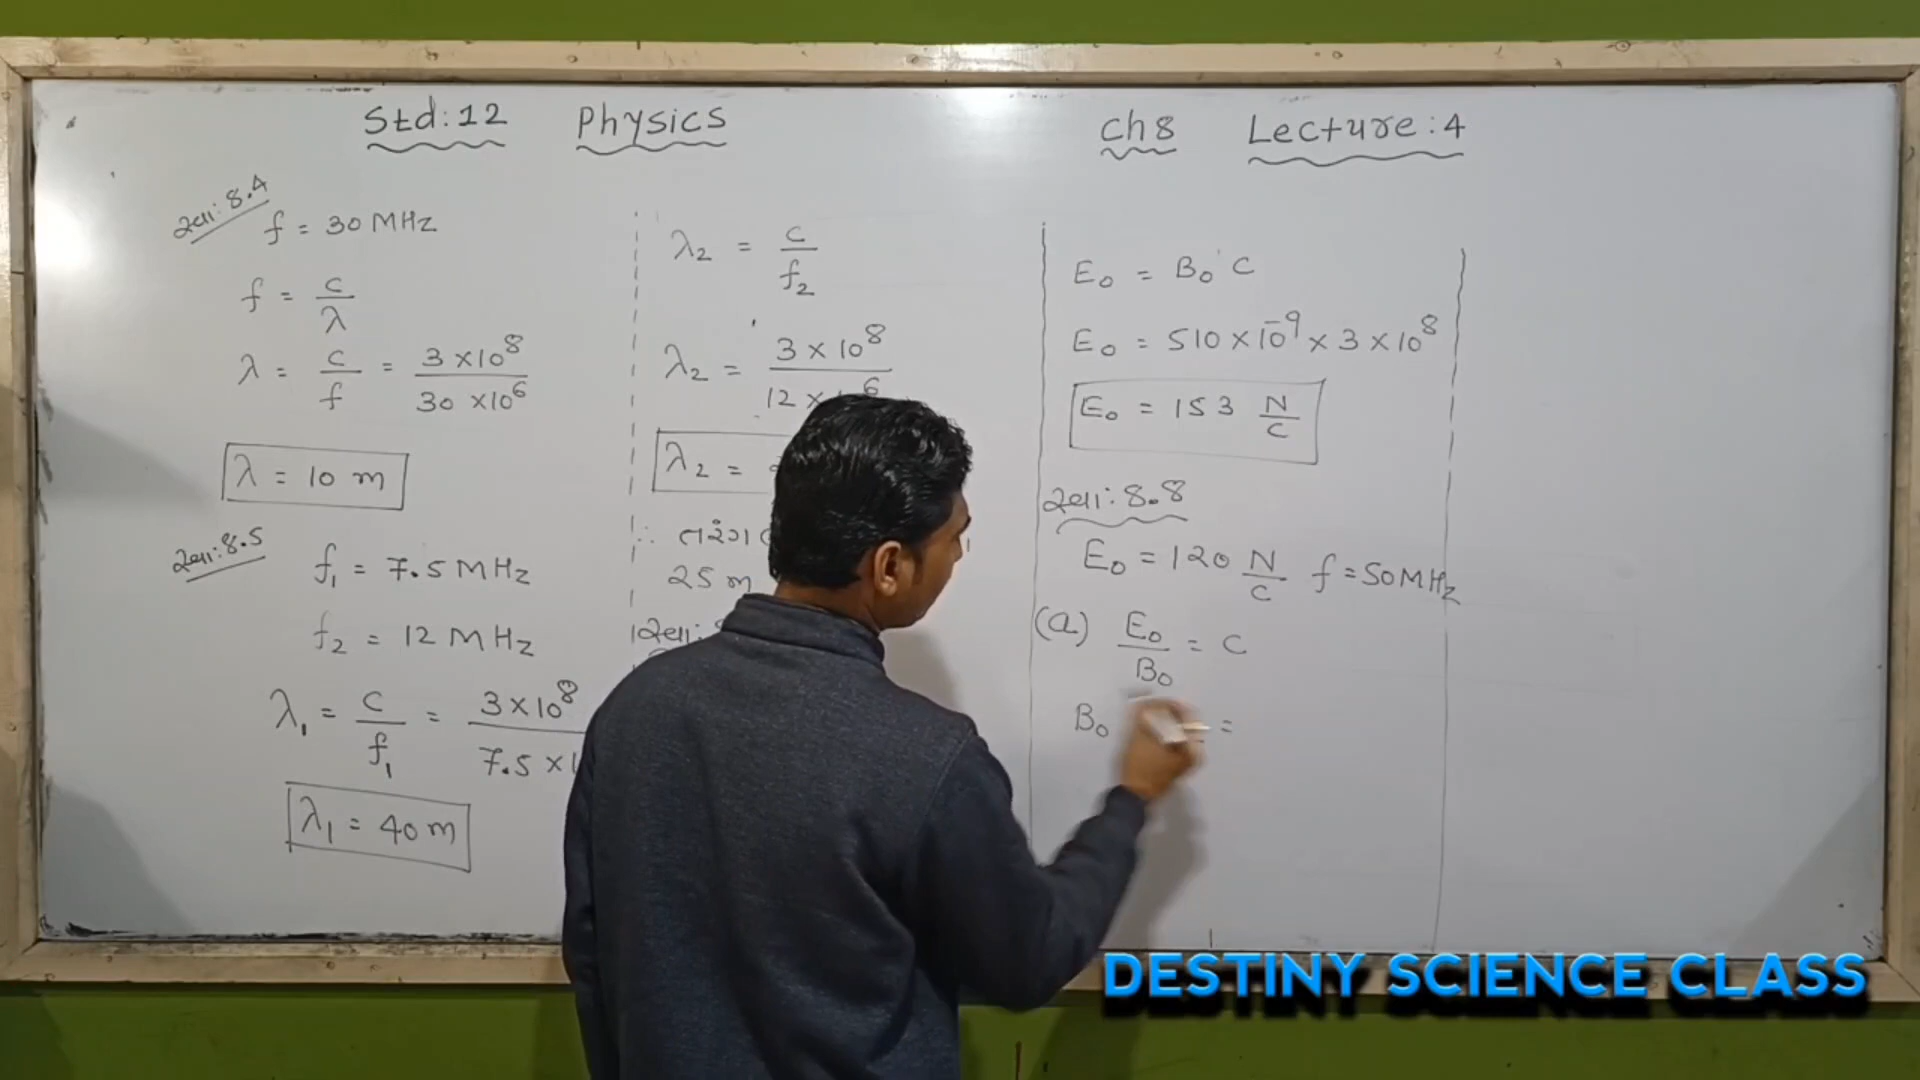 Std:12 Physics Ch8 Lecture:4
સ્વા:8.4
f = 30 MHz
f = c/λ
λ = c/f = 3×10⁸/30×10⁶
λ = 10 m
સ્વા:8.5
f₁ = 7.5 MHz
f₂ = 12 MHz
λ₁ = c/f₁ = 3×10⁸/7.5×1
λ₁ = 40 m
λ₂ = c/f₂
λ₂ = 3×10⁸/12×
λ₂ =
∴ તરંગ
25 m
સ્વા:
E₀ = B₀ C
E₀ = 510×10⁻⁹×3×10⁸
E₀ = 153 N/C
સ્વા:8.8
E₀ = 120 N/C f = 50 MHz
(a) E₀/B₀ = C
B₀ =
DESTINY SCIENCE CLASS